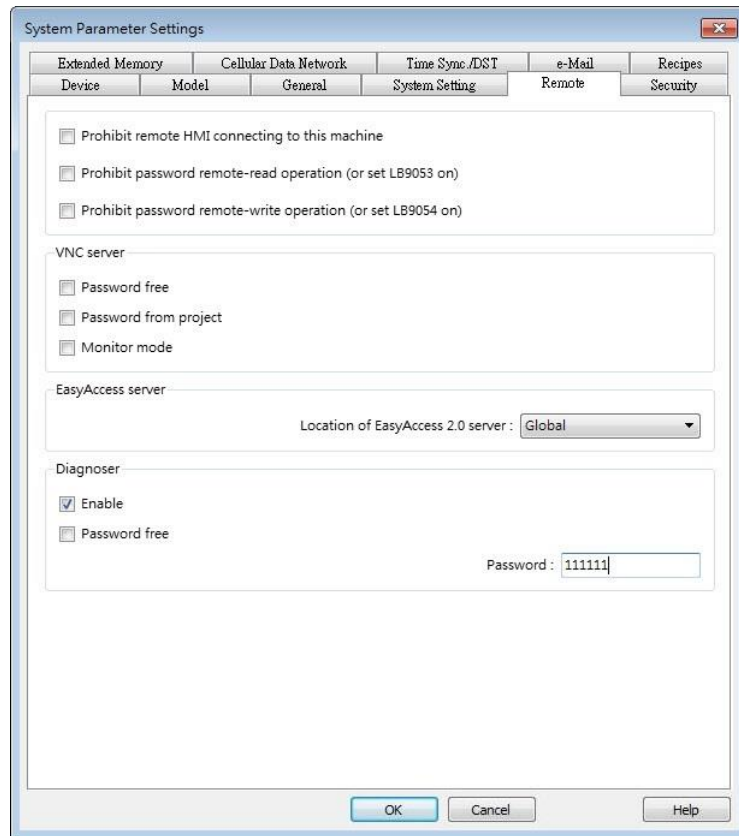 System Parameter Settings
Extended Memory Cellular Data Network Time Sync./DST e-Mail Recipes
Device Model General System Setting Remote Security
Prohibit remote HMI connecting to this machine
Prohibit password remote-read operation (or set LB9053 on)
Prohibit password remote-write operation (or set LB9054 on)
VNC server
Password free
Password from project
Monitor mode
EasyAccess server
Location of EasyAccess 2.0 server : Global
Diagnoser
Enable
Password free
Password : 111111
OK Cancel Help